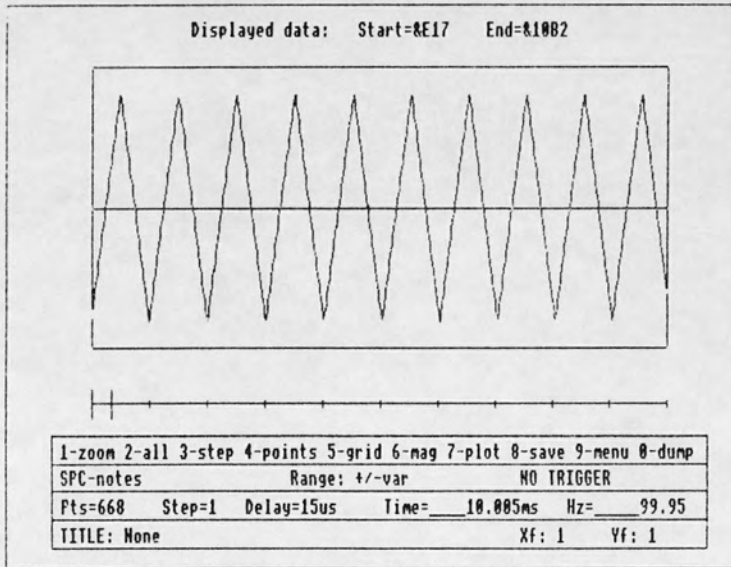 Displayed data: Start=&E17 End=&10B2
1-zoom 2-all 3-step 4-points 5-grid 6-mag 7-plot 8-save 9-menu 0-dump
SPC-notes Range: +/-var NO TRIGGER
Pts=668 Step=1 Delay=15us Time=____10.005ms Hz=_____99.95
TITLE: None Xf: 1 Yf: 1